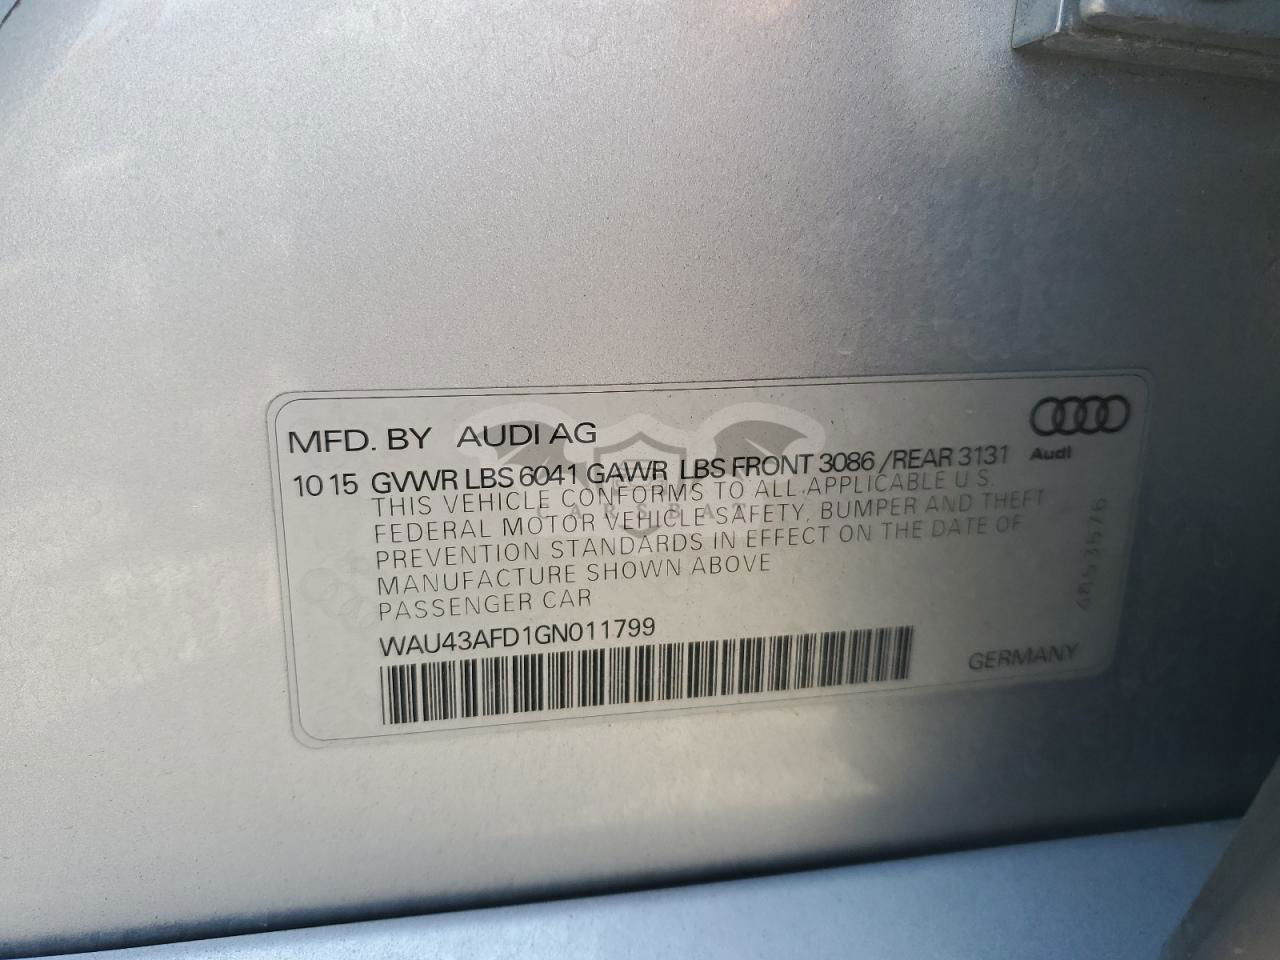 MFD. BY AUDI AG
10 15 GVWR LBS 6041 GAWR LBS FRONT 3086 /REAR 3131
Audi
THIS VEHICLE CONFORMS TO ALL APPLICABLE U.S.
FEDERAL MOTOR VEHICLE SAFETY, BUMPER AND THEFT
PREVENTION STANDARDS IN EFFECT ON THE DATE OF
MANUFACTURE SHOWN ABOVE
PASSENGER CAR
WAU43AFD1GN011799
GERMANY
CARSBAT